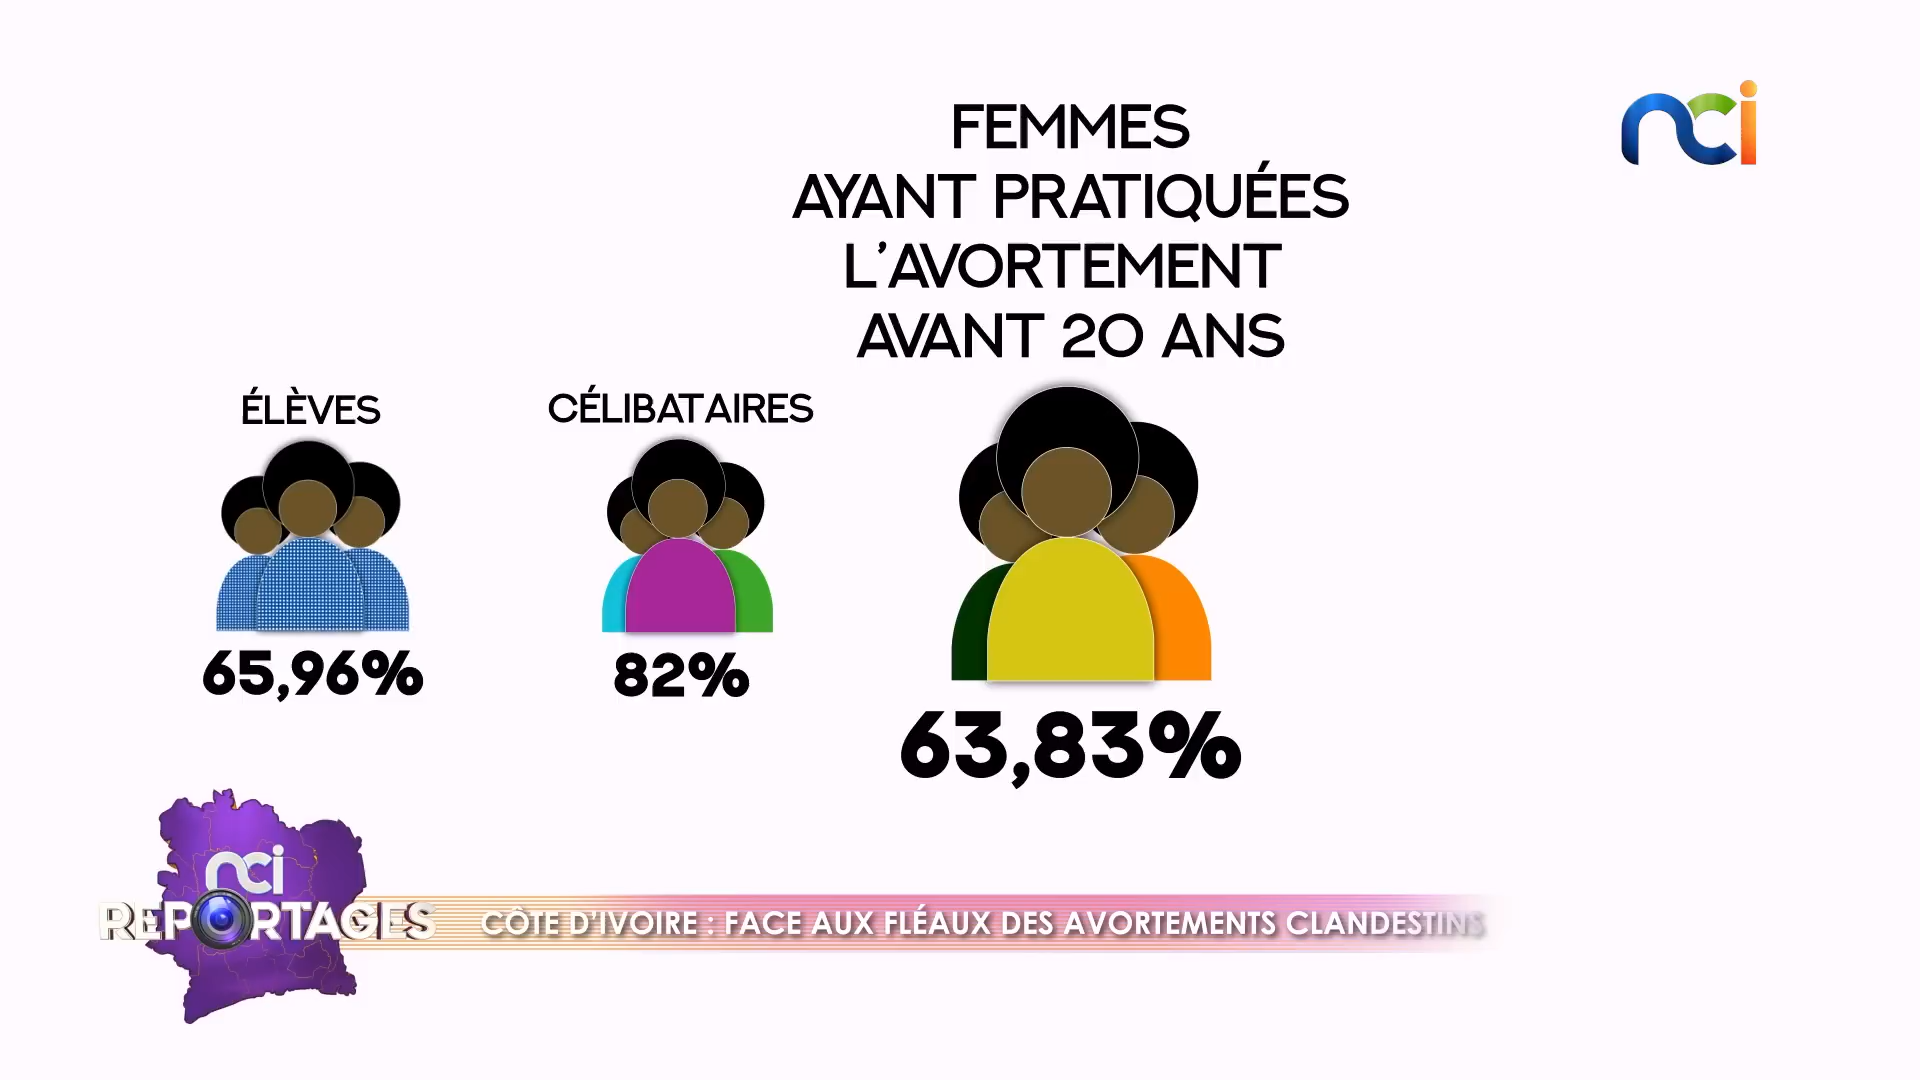 nci
FEMMES
AYANT PRATIQUÉES
L'AVORTEMENT
AVANT 20 ANS
ÉLÈVES
CÉLIBATAIRES
65,96%
82%
63,83%
nci
REPORTAGES
CÔTE D'IVOIRE : FACE AUX FLÉAUX DES AVORTEMENTS CLANDESTINS